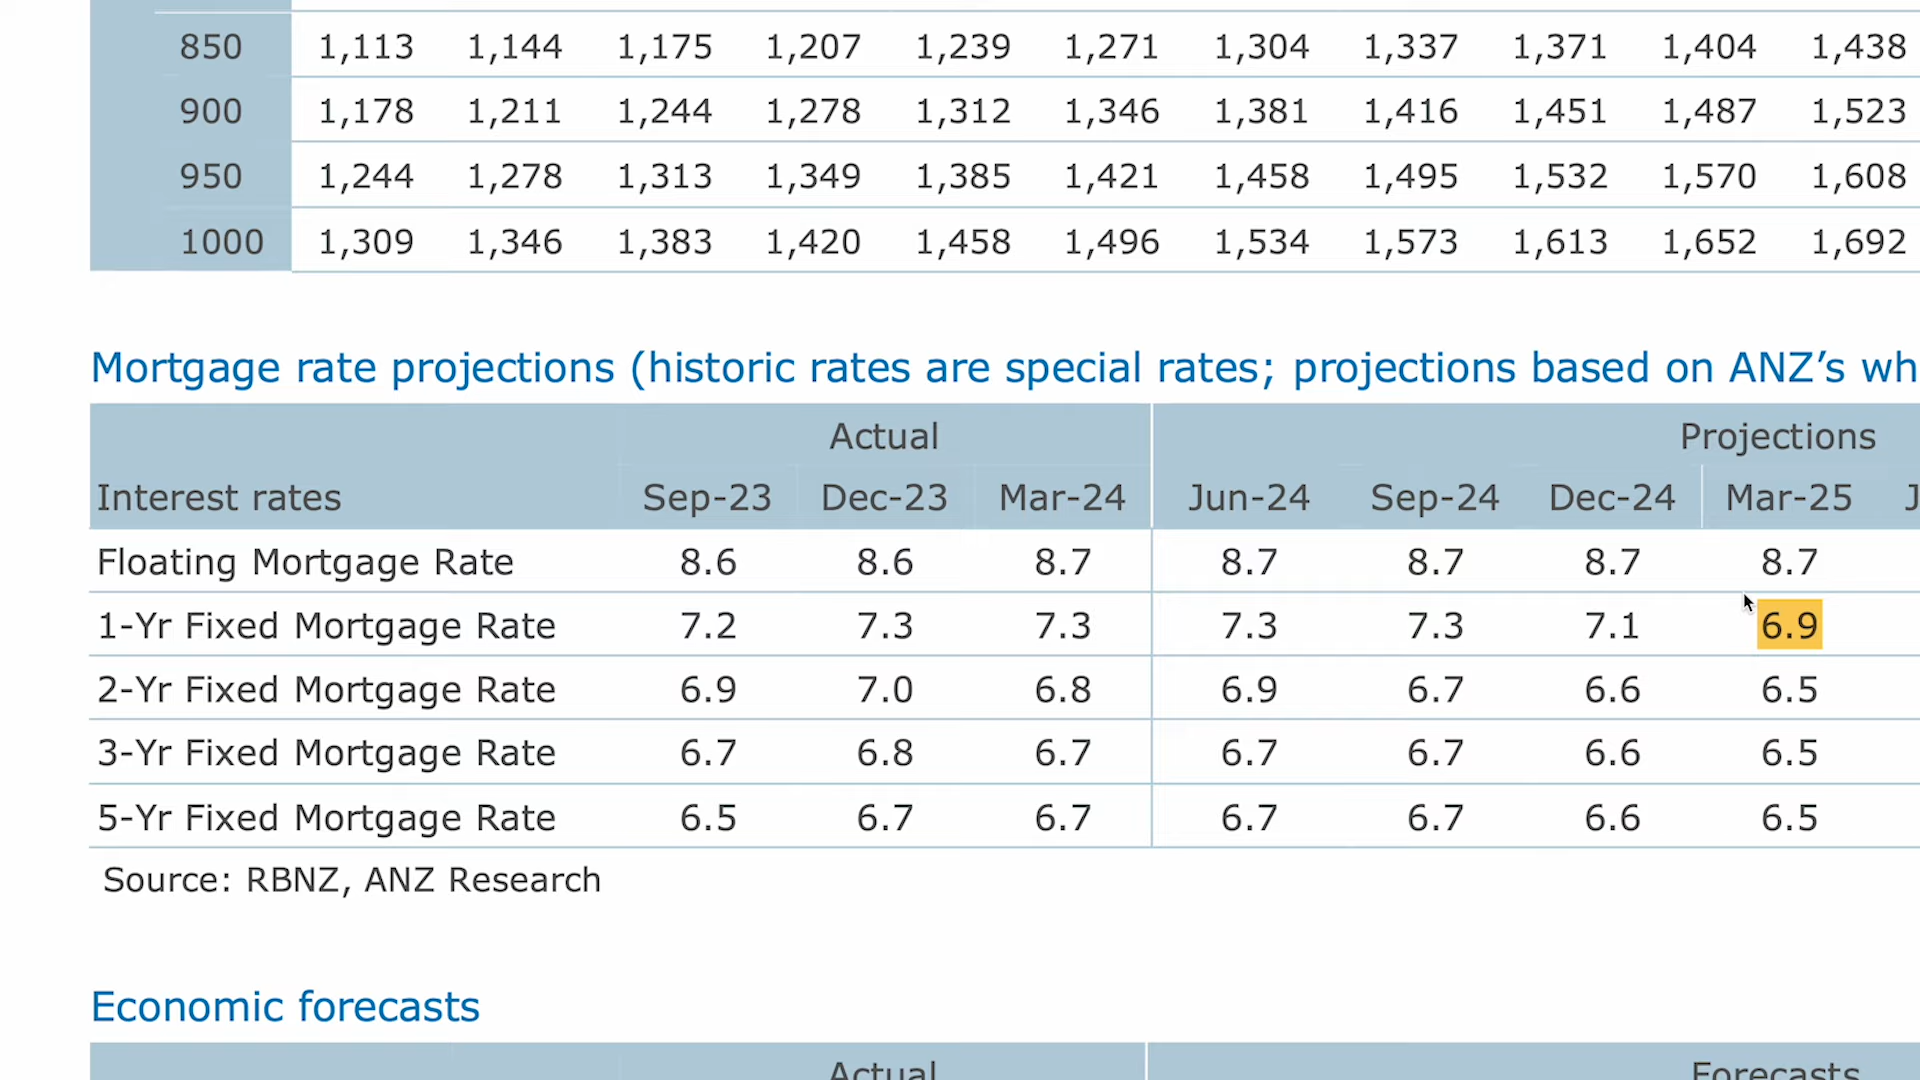 850 1,113 1,144 1,175 1,207 1,239 1,271 1,304 1,337 1,371 1,404 1,438
900 1,178 1,211 1,244 1,278 1,312 1,346 1,381 1,416 1,451 1,487 1,523
950 1,244 1,278 1,313 1,349 1,385 1,421 1,458 1,495 1,532 1,570 1,608
1000 1,309 1,346 1,383 1,420 1,458 1,496 1,534 1,573 1,613 1,652 1,692
Mortgage rate projections (historic rates are special rates; projections based on ANZ’s wh
Actual Projections
Interest rates Sep-23 Dec-23 Mar-24 Jun-24 Sep-24 Dec-24 Mar-25 J
Floating Mortgage Rate 8.6 8.6 8.7 8.7 8.7 8.7 8.7
1-Yr Fixed Mortgage Rate 7.2 7.3 7.3 7.3 7.3 7.1 6.9
2-Yr Fixed Mortgage Rate 6.9 7.0 6.8 6.9 6.7 6.6 6.5
3-Yr Fixed Mortgage Rate 6.7 6.8 6.7 6.7 6.7 6.6 6.5
5-Yr Fixed Mortgage Rate 6.5 6.7 6.7 6.7 6.7 6.6 6.5
Source: RBNZ, ANZ Research
Economic forecasts
Actual Forecasts